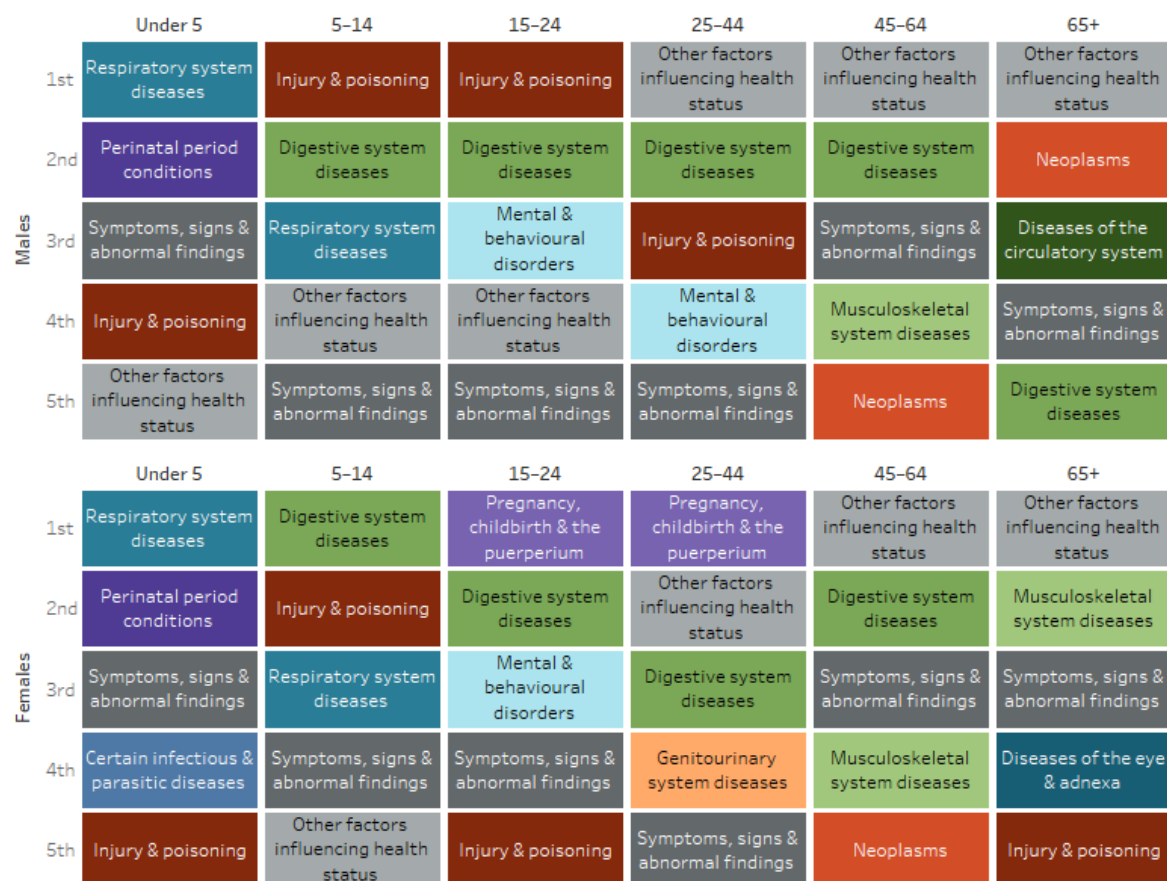 Under 5 5–14 15–24 25–44 45–64 65+
Males
1st
Respiratory system
diseases
Injury & poisoning
Injury & poisoning
Other factors
influencing health
status
Other factors
influencing health
status
Other factors
influencing health
status
2nd
Perinatal period
conditions
Digestive system
diseases
Digestive system
diseases
Digestive system
diseases
Digestive system
diseases
Neoplasms
3rd
Symptoms, signs &
abnormal findings
Respiratory system
diseases
Mental &
behavioural
disorders
Injury & poisoning
Symptoms, signs &
abnormal findings
Diseases of the
circulatory system
4th
Injury & poisoning
Other factors
influencing health
status
Other factors
influencing health
status
Mental &
behavioural
disorders
Musculoskeletal
system diseases
Symptoms, signs &
abnormal findings
5th
Other factors
influencing health
status
Symptoms, signs &
abnormal findings
Symptoms, signs &
abnormal findings
Symptoms, signs &
abnormal findings
Neoplasms
Digestive system
diseases
Under 5 5–14 15–24 25–44 45–64 65+
Females
1st
Respiratory system
diseases
Digestive system
diseases
Pregnancy,
childbirth & the
puerperium
Pregnancy,
childbirth & the
puerperium
Other factors
influencing health
status
Other factors
influencing health
status
2nd
Perinatal period
conditions
Injury & poisoning
Digestive system
diseases
Other factors
influencing health
status
Digestive system
diseases
Musculoskeletal
system diseases
3rd
Symptoms, signs &
abnormal findings
Respiratory system
diseases
Mental &
behavioural
disorders
Digestive system
diseases
Symptoms, signs &
abnormal findings
Symptoms, signs &
abnormal findings
4th
Certain infectious &
parasitic diseases
Symptoms, signs &
abnormal findings
Symptoms, signs &
abnormal findings
Genitourinary
system diseases
Musculoskeletal
system diseases
Diseases of the eye
& adnexa
5th
Injury & poisoning
Other factors
influencing health
status
Injury & poisoning
Symptoms, signs &
abnormal findings
Neoplasms
Injury & poisoning